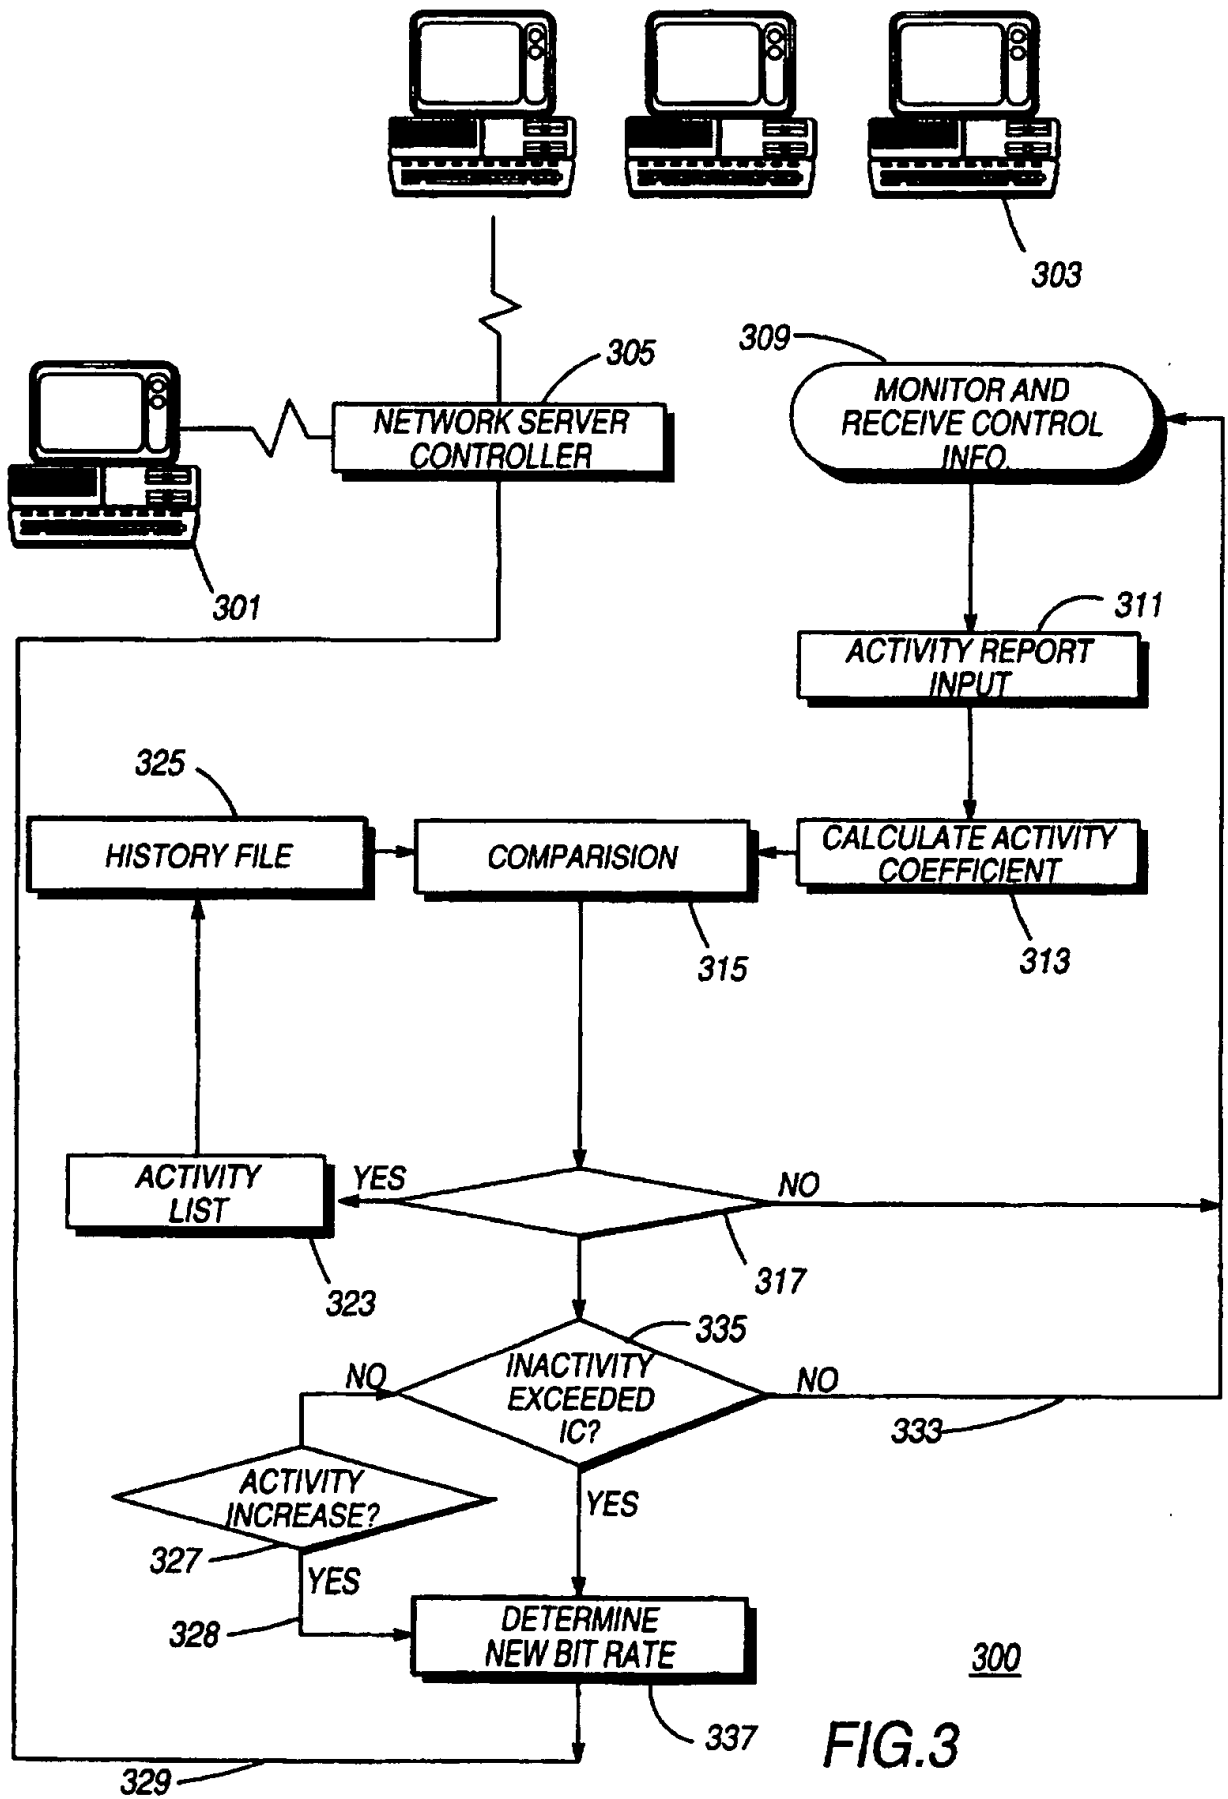 303
305
309
NETWORK SERVER
CONTROLLER
MONITOR AND
RECEIVE CONTROL
INFO.
301
311
ACTIVITY REPORT
INPUT
325
HISTORY FILE
COMPARISION
CALCULATE ACTIVITY
COEFFICIENT
315
313
ACTIVITY
LIST
YES
NO
323
317
335
INACTIVITY
EXCEEDED
IC?
NO
NO
333
ACTIVITY
INCREASE?
YES
327
YES
328
DETERMINE
NEW BIT RATE
300
337
329
FIG.3